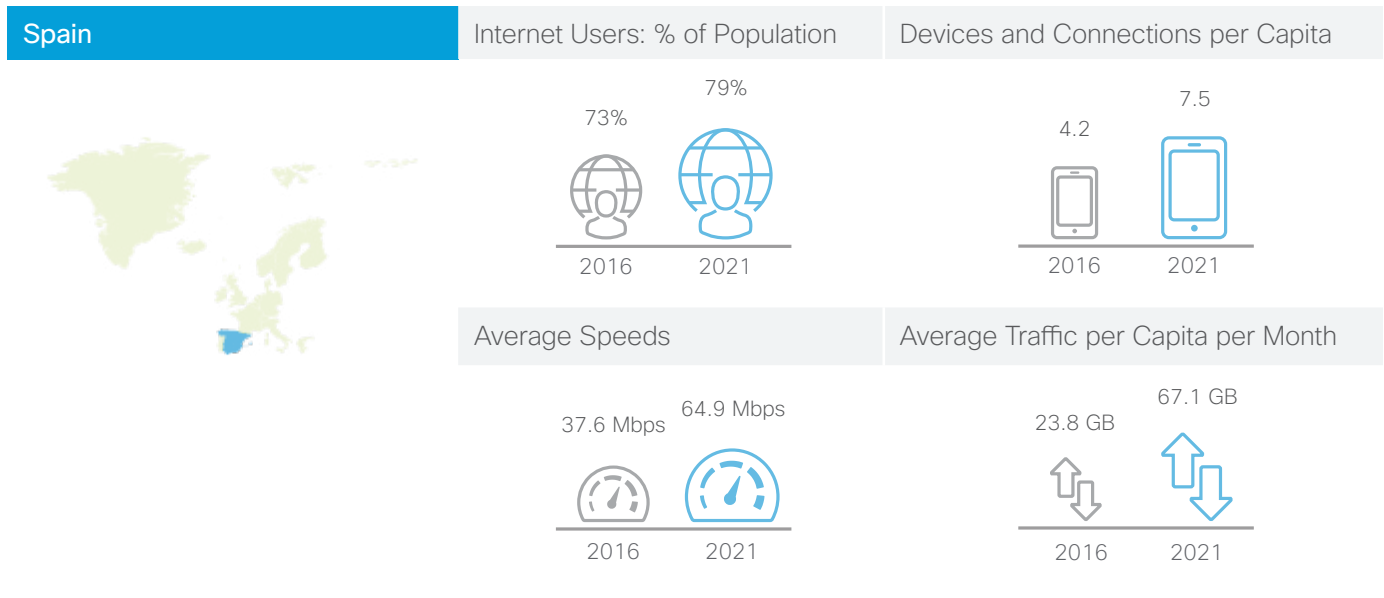 Spain
Internet Users: % of Population
Devices and Connections per Capita
73%
79%
2016
2021
4.2
7.5
2016
2021
Average Speeds
Average Traffic per Capita per Month
37.6 Mbps
64.9 Mbps
2016
2021
23.8 GB
67.1 GB
2016
2021